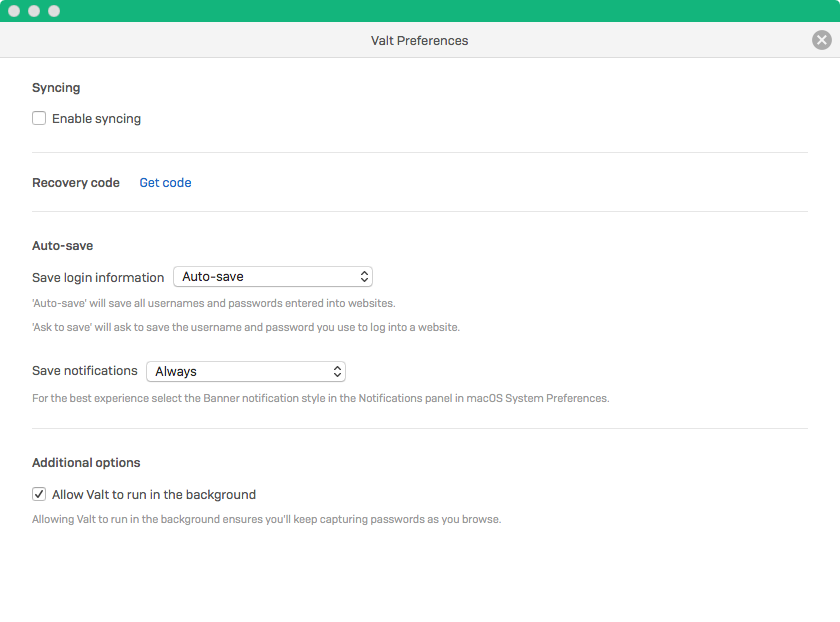 Valt Preferences
Syncing
Enable syncing
Recovery code Get code
Auto-save
Save login information Auto-save
'Auto-save' will save all usernames and passwords entered into websites.
'Ask to save' will ask to save the username and password you use to log into a website.
Save notifications Always
For the best experience select the Banner notification style in the Notifications panel in macOS System Preferences.
Additional options
Allow Valt to run in the background
Allowing Valt to run in the background ensures you'll keep capturing passwords as you browse.